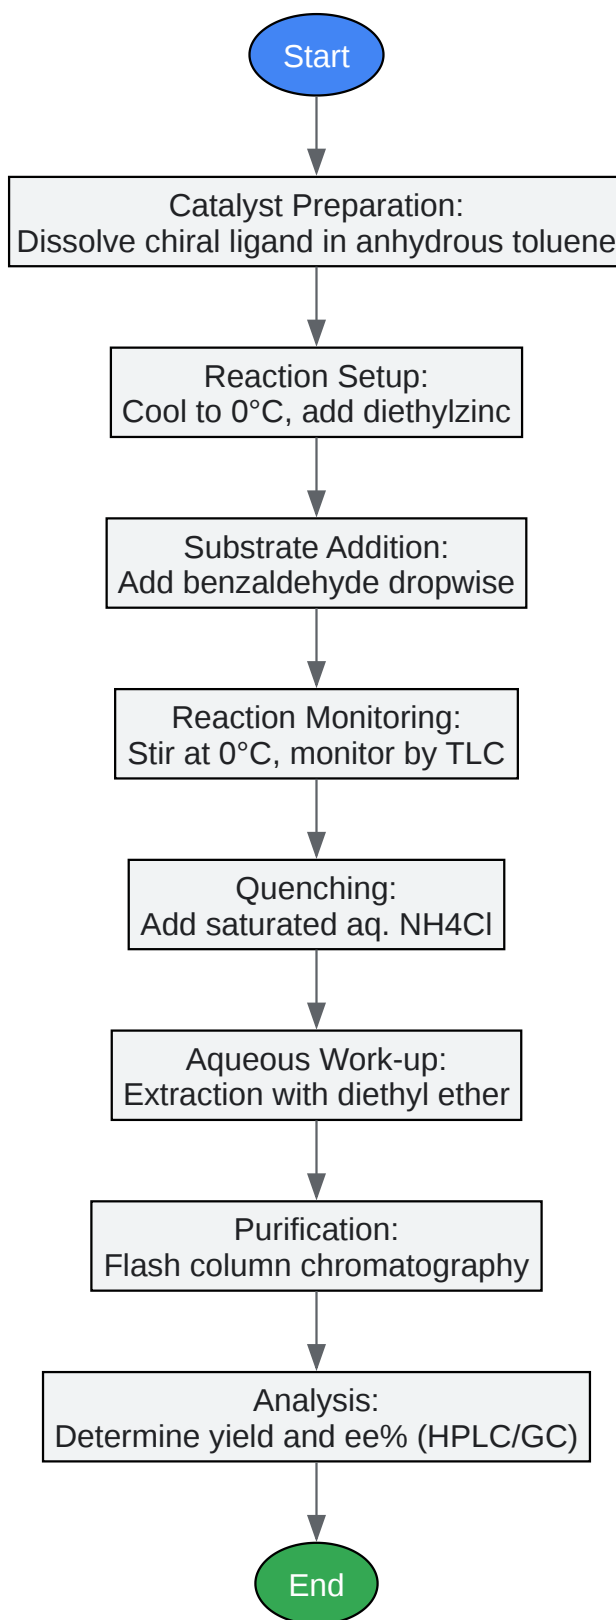 Start
Catalyst Preparation:
Dissolve chiral ligand in anhydrous toluene
Reaction Setup:
Cool to 0°C, add diethylzinc
Substrate Addition:
Add benzaldehyde dropwise
Reaction Monitoring:
Stir at 0°C, monitor by TLC
Quenching:
Add saturated aq. NH4Cl
Aqueous Work-up:
Extraction with diethyl ether
Purification:
Flash column chromatography
Analysis:
Determine yield and ee% (HPLC/GC)
End